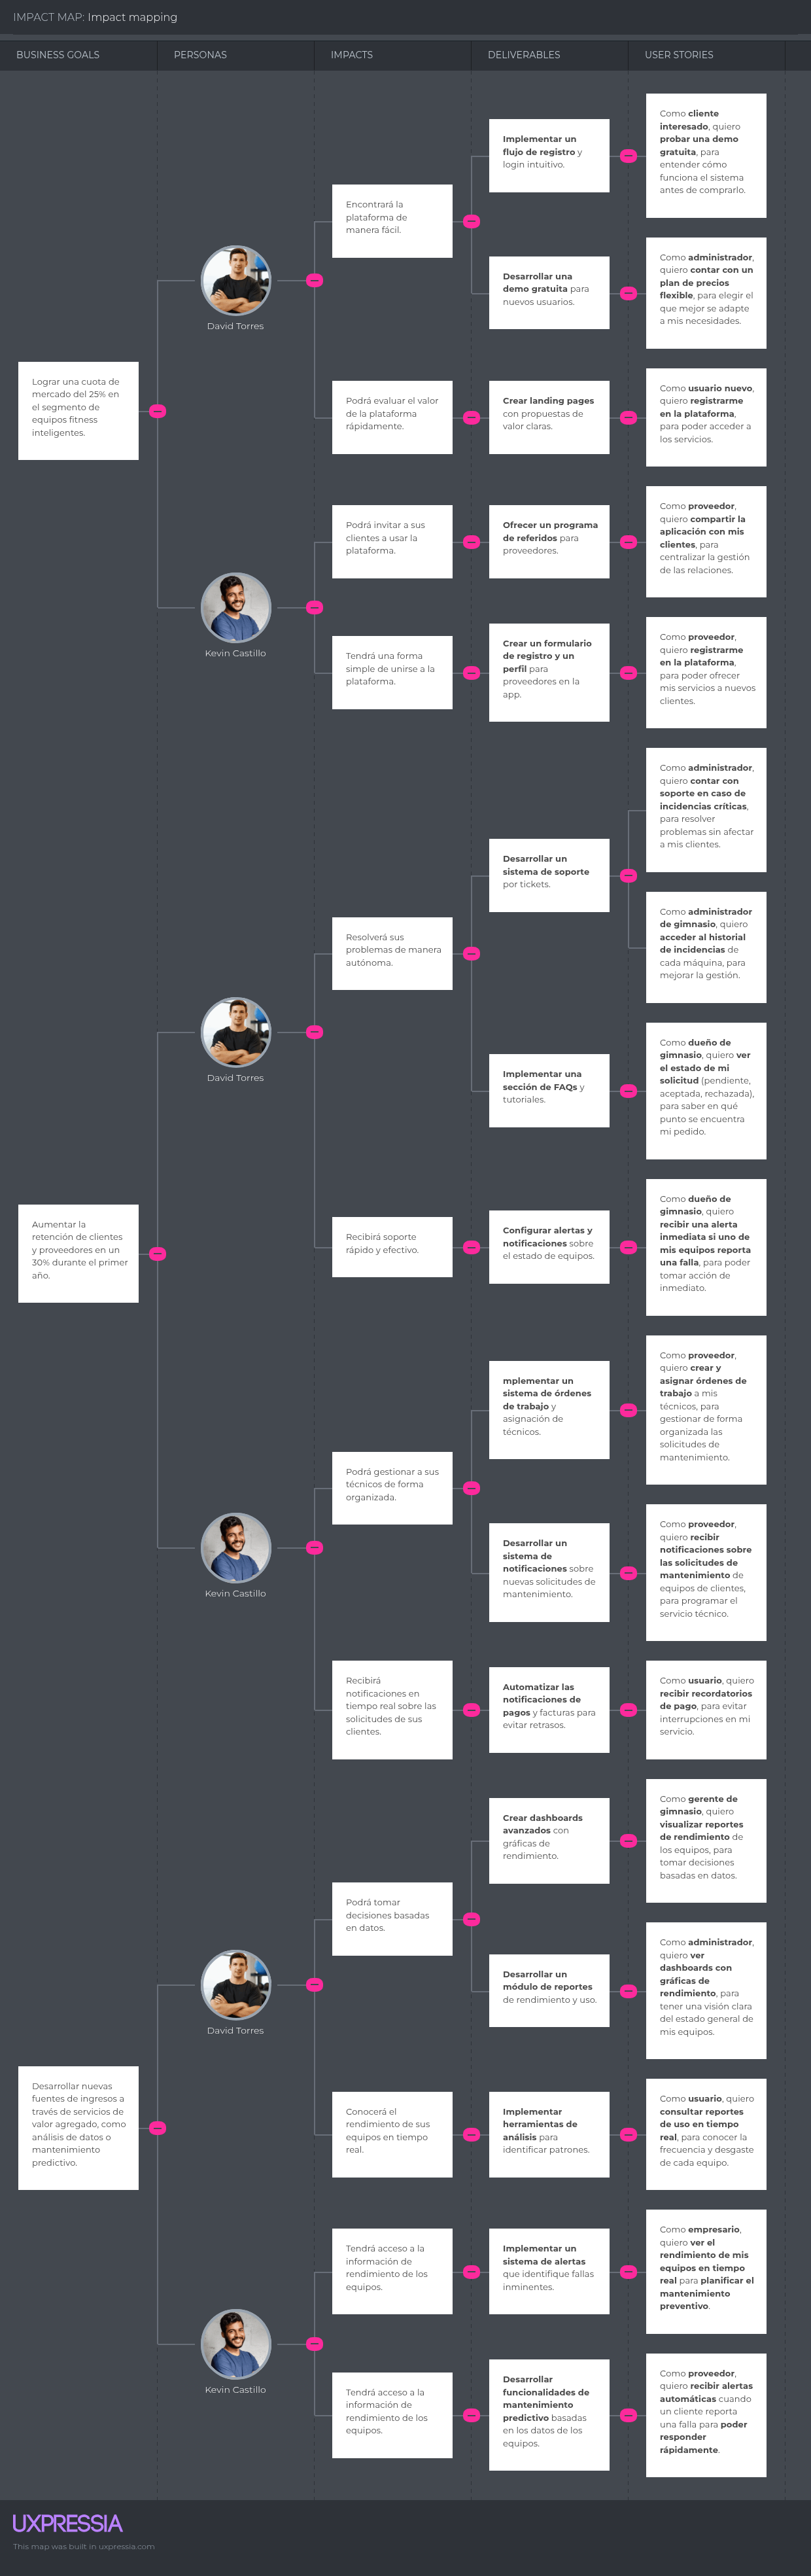 IMPACT MAP: Impact mapping
BUSINESS GOALS
PERSONAS
IMPACTS
DELIVERABLES
USER STORIES
Lograr una cuota de
mercado del 25% en
el segmento de
equipos fitness
inteligentes.
David Torres
Encontrará la
plataforma de
manera fácil.
Implementar un
flujo de registro y
login intuitivo.
Como cliente
interesado, quiero
probar una demo
gratuita, para
entender cómo
funciona el sistema
antes de comprarlo.
Desarrollar una
demo gratuita para
nuevos usuarios.
Como administrador,
quiero contar con un
plan de precios
flexible, para elegir el
que mejor se adapte
a mis necesidades.
Podrá evaluar el valor
de la plataforma
rápidamente.
Crear landing pages
con propuestas de
valor claras.
Como usuario nuevo,
quiero registrarme
en la plataforma,
para poder acceder a
los servicios.
Kevin Castillo
Podrá invitar a sus
clientes a usar la
plataforma.
Ofrecer un programa
de referidos para
proveedores.
Como proveedor,
quiero compartir la
aplicación con mis
clientes, para
centralizar la gestión
de las relaciones.
Tendrá una forma
simple de unirse a la
plataforma.
Crear un formulario
de registro y un
perfil para
proveedores en la
app.
Como proveedor,
quiero registrarme
en la plataforma,
para poder ofrecer
mis servicios a nuevos
clientes.
Aumentar la
retención de clientes
y proveedores en un
30% durante el primer
año.
David Torres
Resolverá sus
problemas de manera
autónoma.
Desarrollar un
sistema de soporte
por tickets.
Como administrador,
quiero contar con
soporte en caso de
incidencias críticas,
para resolver
problemas sin afectar
a mis clientes.
Como administrador
de gimnasio, quiero
acceder al historial
de incidencias de
cada máquina, para
mejorar la gestión.
Implementar una
sección de FAQs y
tutoriales.
Como dueño de
gimnasio, quiero ver
el estado de mi
solicitud (pendiente,
aceptada, rechazada),
para saber en qué
punto se encuentra
mi pedido.
Recibirá soporte
rápido y efectivo.
Configurar alertas y
notificaciones sobre
el estado de equipos.
Como dueño de
gimnasio, quiero
recibir una alerta
inmediata si uno de
mis equipos reporta
una falla, para poder
tomar acción de
inmediato.
Kevin Castillo
Podrá gestionar a sus
técnicos de forma
organizada.
mplementar un
sistema de órdenes
de trabajo y
asignación de
técnicos.
Como proveedor,
quiero crear y
asignar órdenes de
trabajo a mis
técnicos, para
gestionar de forma
organizada las
solicitudes de
mantenimiento.
Desarrollar un
sistema de
notificaciones sobre
nuevas solicitudes de
mantenimiento.
Como proveedor,
quiero recibir
notificaciones sobre
las solicitudes de
mantenimiento de
equipos de clientes,
para programar el
servicio técnico.
Recibirá
notificaciones en
tiempo real sobre las
solicitudes de sus
clientes.
Automatizar las
notificaciones de
pagos y facturas para
evitar retrasos.
Como usuario, quiero
recibir recordatorios
de pago, para evitar
interrupciones en mi
servicio.
Desarrollar nuevas
fuentes de ingresos a
través de servicios de
valor agregado, como
análisis de datos o
mantenimiento
predictivo.
David Torres
Podrá tomar
decisiones basadas
en datos.
Crear dashboards
avanzados con
gráficas de
rendimiento.
Como gerente de
gimnasio, quiero
visualizar reportes
de rendimiento de
los equipos, para
tomar decisiones
basadas en datos.
Desarrollar un
módulo de reportes
de rendimiento y uso.
Como administrador,
quiero ver
dashboards con
gráficas de
rendimiento, para
tener una visión clara
del estado general de
mis equipos.
Conocerá el
rendimiento de sus
equipos en tiempo
real.
Implementar
herramientas de
análisis para
identificar patrones.
Como usuario, quiero
consultar reportes
de uso en tiempo
real, para conocer la
frecuencia y desgaste
de cada equipo.
Kevin Castillo
Tendrá acceso a la
información de
rendimiento de los
equipos.
Implementar un
sistema de alertas
que identifique fallas
inminentes.
Como empresario,
quiero ver el
rendimiento de mis
equipos en tiempo
real para planificar el
mantenimiento
preventivo.
Tendrá acceso a la
información de
rendimiento de los
equipos.
Desarrollar
funcionalidades de
mantenimiento
predictivo basadas
en los datos de los
equipos.
Como proveedor,
quiero recibir alertas
automáticas cuando
un cliente reporta
una falla para poder
responder
rápidamente.
UXPRESSIA
This map was built in uxpressia.com